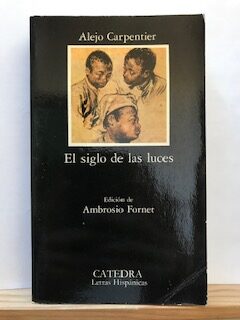 Alejo Carpentier
El siglo de las luces
Edición de
Ambrosio Fornet
CATEDRA
Letras Hispánicas